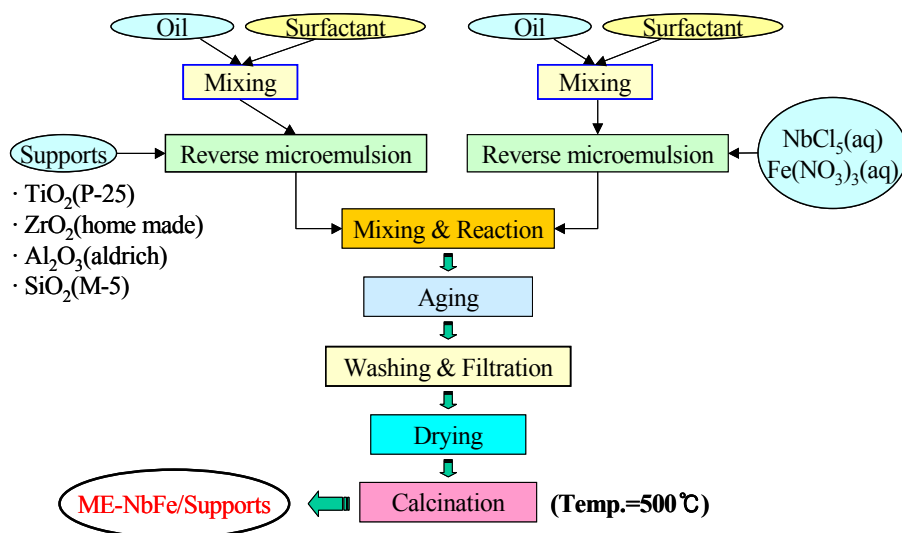 Oil
Surfactant
Oil
Surfactant
Mixing
Mixing
Supports
Reverse microemulsion
Reverse microemulsion
NbCl₅(aq)
Fe(NO₃)₃(aq)
· TiO₂(P-25)
· ZrO₂(home made)
· Al₂O₃(aldrich)
· SiO₂(M-5)
Mixing & Reaction
Aging
Washing & Filtration
Drying
ME-NbFe/Supports
Calcination
(Temp.=500℃)